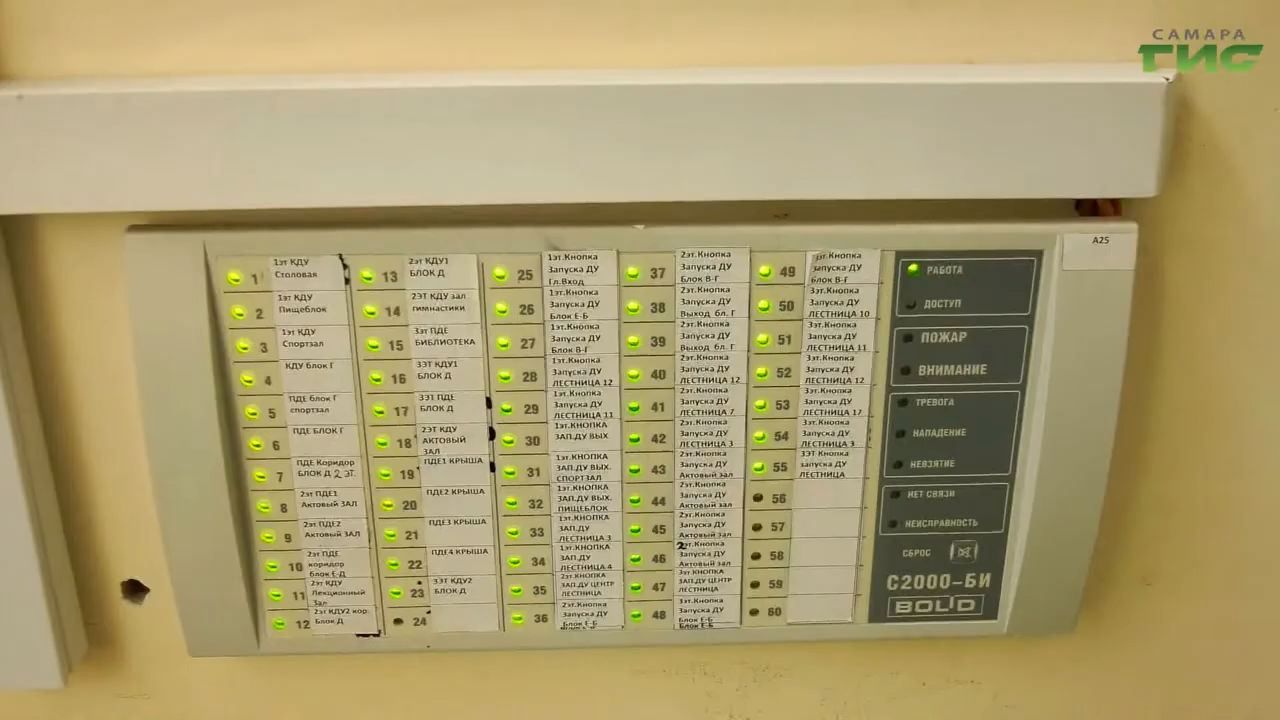 САМАРА
ГИС
A25
1
1эт КДУ
Столовая
2
1эт КДУ
Пищеблок
3
1эт КДУ
Спортзал
4
КДУ блок Г
5
ПДЕ блок Г
спортзал
6
ПДЕ БЛОК Г
7
ПДЕ Коридор
БЛОК Д 2 ЭТ.
8
2эт ПДЕ1
Актовый ЗАЛ
9
2эт ПДЕ2
Актовый ЗАЛ
10
2эт ПДЕ
коридор
блок Е-Д
11
2эт КДУ
Лекционный
Зал
12
2эт КДУ2 кор.
Блок Д
13
2эт КДУ1
БЛОК Д
14
2ЭТ КДУ зал
гимнастики
15
3эт ПДЕ
БИБЛИОТЕКА
16
3ЭТ КДУ1
БЛОК Д
17
3ЭТ ПДЕ
БЛОК Д
18
2ЭТ КДУ
АКТОВЫЙ
ЗАЛ
19
ПДЕ1 КРЫША
20
ПДЕ2 КРЫША
21
ПДЕ3 КРЫША
22
ПДЕ4 КРЫША
23
3ЭТ КДУ2
БЛОК Д
24
25
1эт.Кнопка
Запуска ДУ
Гл.Вход
26
1эт.Кнопка
Запуска ДУ
Блок Е-Б
27
1эт.Кнопка
Запуска ДУ
Блок В-Г
28
1эт.Кнопка
Запуска ДУ
ЛЕСТНИЦА 12
29
1эт.Кнопка
Запуска ДУ
ЛЕСТНИЦА 11
30
1эт.КНОПКА
ЗАП.ДУ ВЫХ
31
1эт.КНОПКА
ЗАП.ДУ ВЫХ.
СПОРТЗАЛ
32
1эт.КНОПКА
ЗАП.ДУ ВЫХ.
ПИЩЕБЛОК
33
1эт.КНОПКА
ЗАП.ДУ
ЛЕСТНИЦА 3
34
1эт.КНОПКА
ЗАП.ДУ
ЛЕСТНИЦА 4
35
2эт.КНОПКА
ЗАП.ДУ ЦЕНТР
ЛЕСТНИЦА
36
2эт.Кнопка
Запуска ДУ
Блок Е-Б
37
2эт.Кнопка
Запуска ДУ
Блок В-Г
38
2эт.Кнопка
Запуска ДУ
Выход бл. Г
39
2эт.Кнопка
Запуска ДУ
Выход бл. Г
40
2эт.Кнопка
Запуска ДУ
ЛЕСТНИЦА 12
41
2эт.Кнопка
Запуска ДУ
ЛЕСТНИЦА 7
42
2эт.Кнопка
Запуска ДУ
ЛЕСТНИЦА 3
43
2эт.Кнопка
Запуска ДУ
Актовый зал
44
2эт.Кнопка
Запуска ДУ
Актовый зал
45
2эт.Кнопка
Запуска ДУ
Актовый зал
46
2эт.Кнопка
Запуска ДУ
Актовый зал
47
3эт.КНОПКА
ЗАП.ДУ ЦЕНТР
ЛЕСТНИЦА
48
3эт.Кнопка
Запуска ДУ
Блок Е-Б
49
3эт.Кнопка
Запуска ДУ
Блок В-Г
50
3эт.Кнопка
Запуска ДУ
ЛЕСТНИЦА 10
51
3эт.Кнопка
Запуска ДУ
ЛЕСТНИЦА 11
52
3эт.Кнопка
Запуска ДУ
ЛЕСТНИЦА 12
53
3эт.Кнопка
Запуска ДУ
ЛЕСТНИЦА 17
54
3эт.Кнопка
Запуска ДУ
ЛЕСТНИЦА 3
55
3ЭТ Кнопка
запуска ДУ
ЛЕСТНИЦА
56
57
58
59
60
РАБОТА
ДОСТУП
ПОЖАР
ВНИМАНИЕ
ТРЕВОГА
НАПАДЕНИЕ
НЕВЗЯТИЕ
НЕТ СВЯЗИ
НЕИСПРАВНОСТЬ
СБРОС
С2000-БИ
BOLID